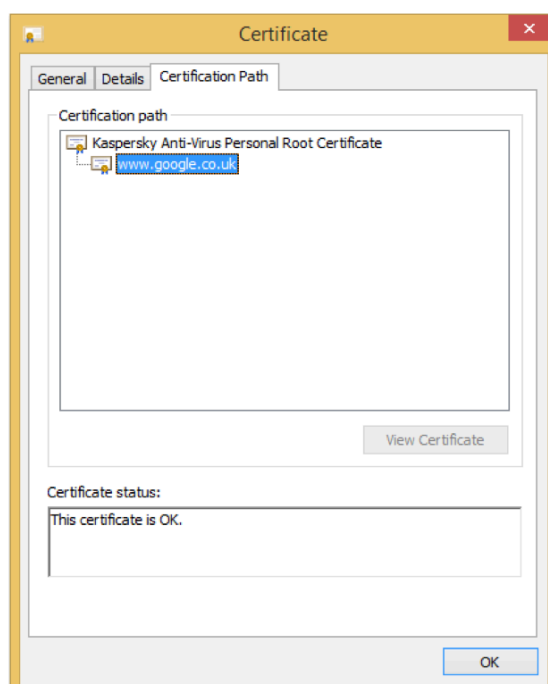 Certificate
General
Details
Certification Path
Certification path
Kaspersky Anti-Virus Personal Root Certificate
www.google.co.uk
View Certificate
Certificate status:
This certificate is OK.
OK